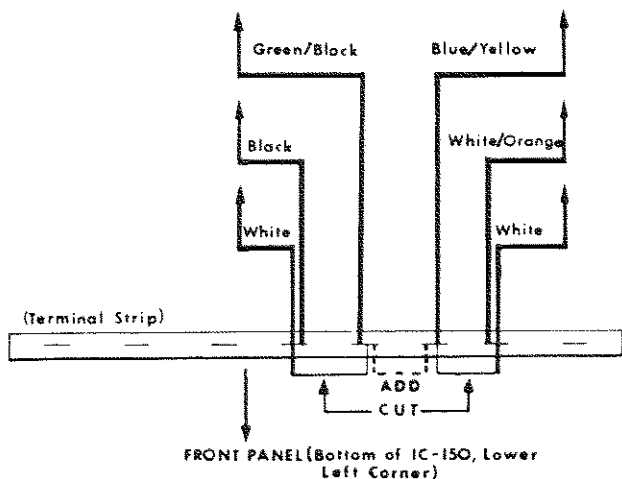 Green/Black
Blue/Yellow
Black
White/Orange
White
White
(Terminal Strip)
ADD
CUT
FRONT PANEL(Bottom of IC-150, Lower
Left Corner)